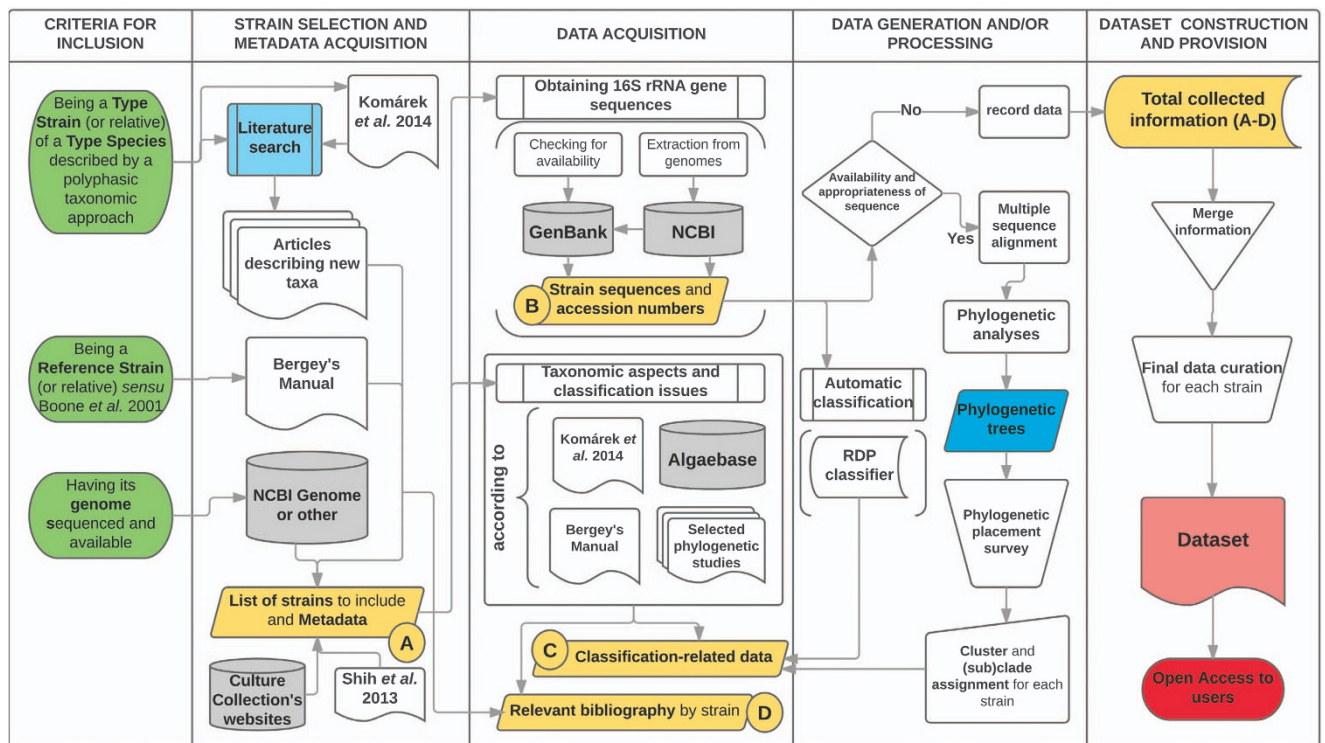 CRITERIA FOR
INCLUSION
STRAIN SELECTION AND
METADATA ACQUISITION
DATA ACQUISITION
DATA GENERATION AND/OR
PROCESSING
DATASET CONSTRUCTION
AND PROVISION
Being a Type
Strain (or relative)
of a Type Species
described by a
polyphasic
taxonomic
approach
Being a
Reference Strain
(or relative) sensu
Boone et al. 2001
Having its
genome
sequenced and
available
Komárek
et al. 2014
Literature
search
Articles
describing new
taxa
Bergey's
Manual
NCBI Genome
or other
List of strains to include
and Metadata
A
Culture
Collection's
websites
Shih et al.
2013
Obtaining 16S rRNA gene
sequences
Checking for
availability
Extraction from
genomes
GenBank
NCBI
B
Strain sequences and
accession numbers
Taxonomic aspects and
classification issues
according to
Komárek et
al. 2014
Algaebase
Bergey's
Manual
Selected
phylogenetic
studies
C
Classification-related data
Relevant bibliography by strain
D
No
record data
Availability and
appropriateness of
sequence
Yes
Multiple
sequence
alignment
Phylogenetic
analyses
Automatic
classification
Phylogenetic
trees
RDP
classifier
Phylogenetic
placement
survey
Cluster and
(sub)clade
assignment for each
strain
Total collected
information (A-D)
Merge
information
Final data curation
for each strain
Dataset
Open Access to
users